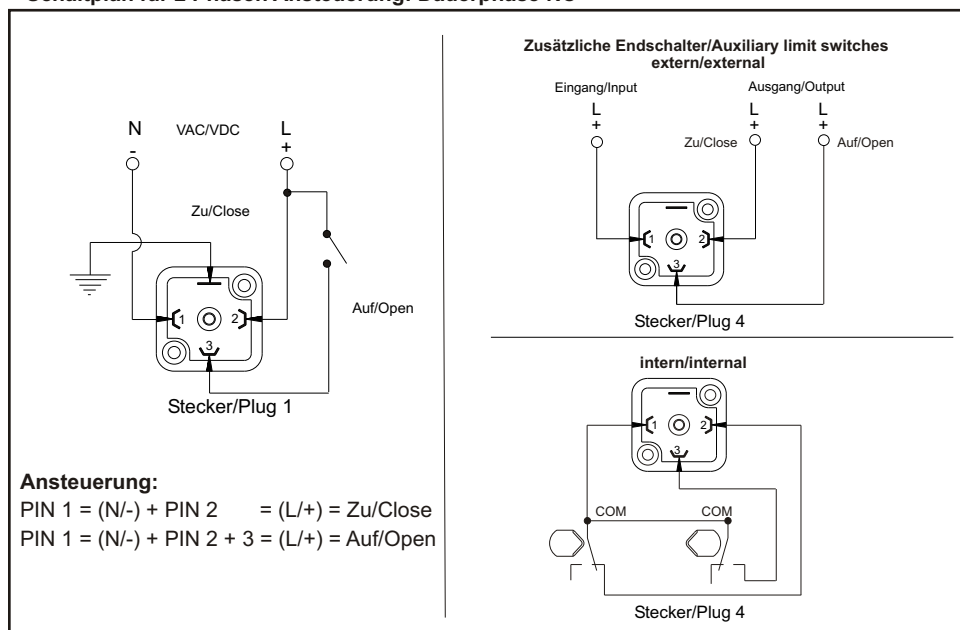 Zusätzliche Endschalter/Auxiliary limit switches
extern/external
Eingang/Input Ausgang/Output
L L L
+ + +
Zu/Close Auf/Open
1 2
3
Stecker/Plug 4
N VAC/VDC L
- +
Zu/Close
Auf/Open
1 2
3
Stecker/Plug 1
Ansteuerung:
PIN 1 = (N/-) + PIN 2 = (L/+) = Zu/Close
PIN 1 = (N/-) + PIN 2 + 3 = (L/+) = Auf/Open
intern/internal
1 2
3
COM COM
Stecker/Plug 4